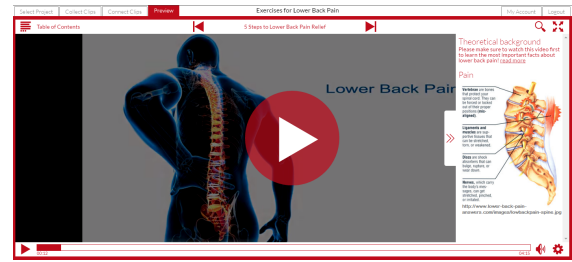 Select Project
Collect Clips
Connect Clips
Preview
Exercises for Lower Back Pain
My Account
Logout
Table of Contents
5 Steps to Lower Back Pain Relief
Lower Back Pain
Theoretical background
Please make sure to watch this video first
to learn the most important facts about
lower back pain! read more
Pain
Vertebrae are bones
that protect your
spinal cord. They can
be forced or locked
out of their proper
positions (mis-
aligned).
Ligaments and
muscles are sup-
portive tissues that
can be stretched,
torn, or weakened.
Discs are shock
absorbers that can
bulge, rupture, or
wear down.
Nerves, which carry
the body's mes-
sages, can get
stretched, pinched,
or irritated.
http://www.lower-back-pain-
answers.com/images/lowbackpain-spine.jpg
00:12
04:12